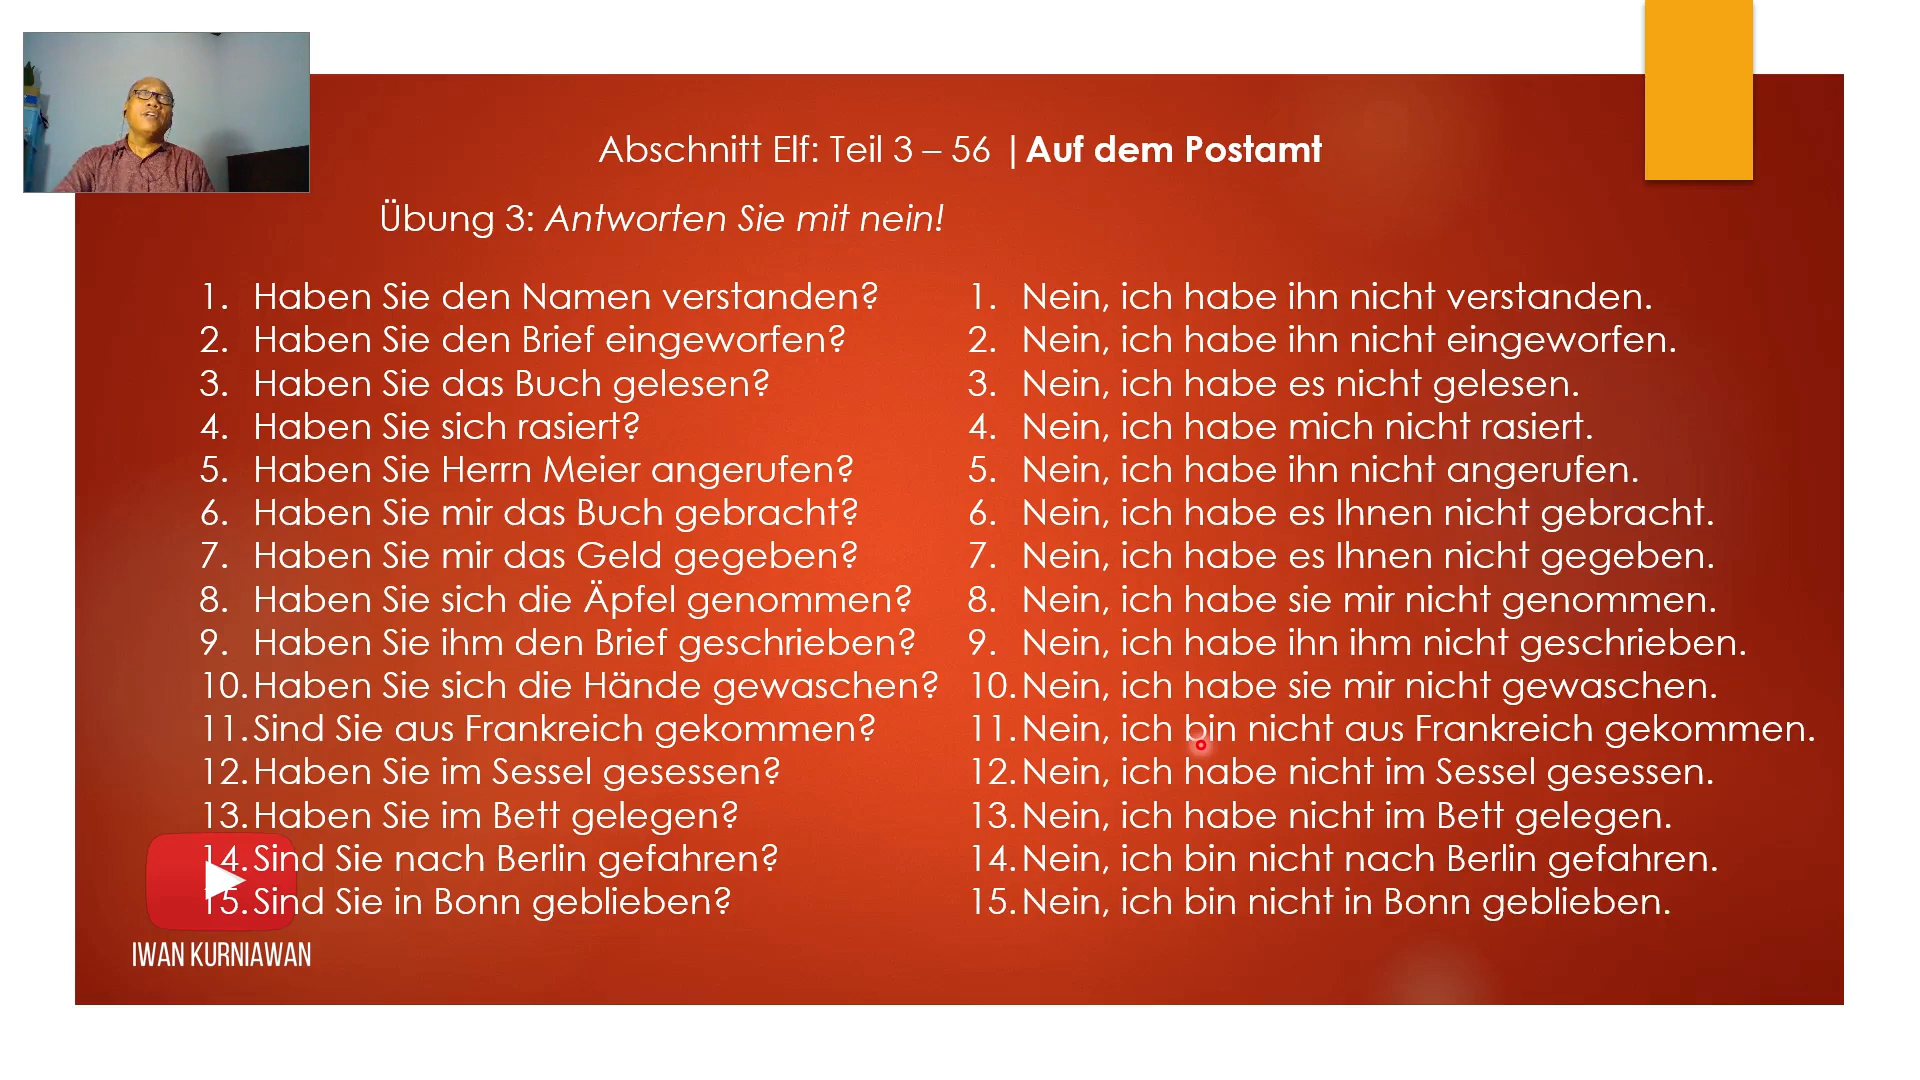 Abschnitt Elf: Teil 3 – 56 |Auf dem Postamt
Übung 3: Antworten Sie mit nein!
1. Haben Sie den Namen verstanden?
2. Haben Sie den Brief eingeworfen?
3. Haben Sie das Buch gelesen?
4. Haben Sie sich rasiert?
5. Haben Sie Herrn Meier angerufen?
6. Haben Sie mir das Buch gebracht?
7. Haben Sie mir das Geld gegeben?
8. Haben Sie sich die Äpfel genommen?
9. Haben Sie ihm den Brief geschrieben?
10. Haben Sie sich die Hände gewaschen?
11. Sind Sie aus Frankreich gekommen?
12. Haben Sie im Sessel gesessen?
13. Haben Sie im Bett gelegen?
14. Sind Sie nach Berlin gefahren?
15. Sind Sie in Bonn geblieben?
1. Nein, ich habe ihn nicht verstanden.
2. Nein, ich habe ihn nicht eingeworfen.
3. Nein, ich habe es nicht gelesen.
4. Nein, ich habe mich nicht rasiert.
5. Nein, ich habe ihn nicht angerufen.
6. Nein, ich habe es Ihnen nicht gebracht.
7. Nein, ich habe es Ihnen nicht gegeben.
8. Nein, ich habe sie mir nicht genommen.
9. Nein, ich habe ihn ihm nicht geschrieben.
10. Nein, ich habe sie mir nicht gewaschen.
11. Nein, ich bin nicht aus Frankreich gekommen.
12. Nein, ich habe nicht im Sessel gesessen.
13. Nein, ich habe nicht im Bett gelegen.
14. Nein, ich bin nicht nach Berlin gefahren.
15. Nein, ich bin nicht in Bonn geblieben.
IWAN KURNIAWAN